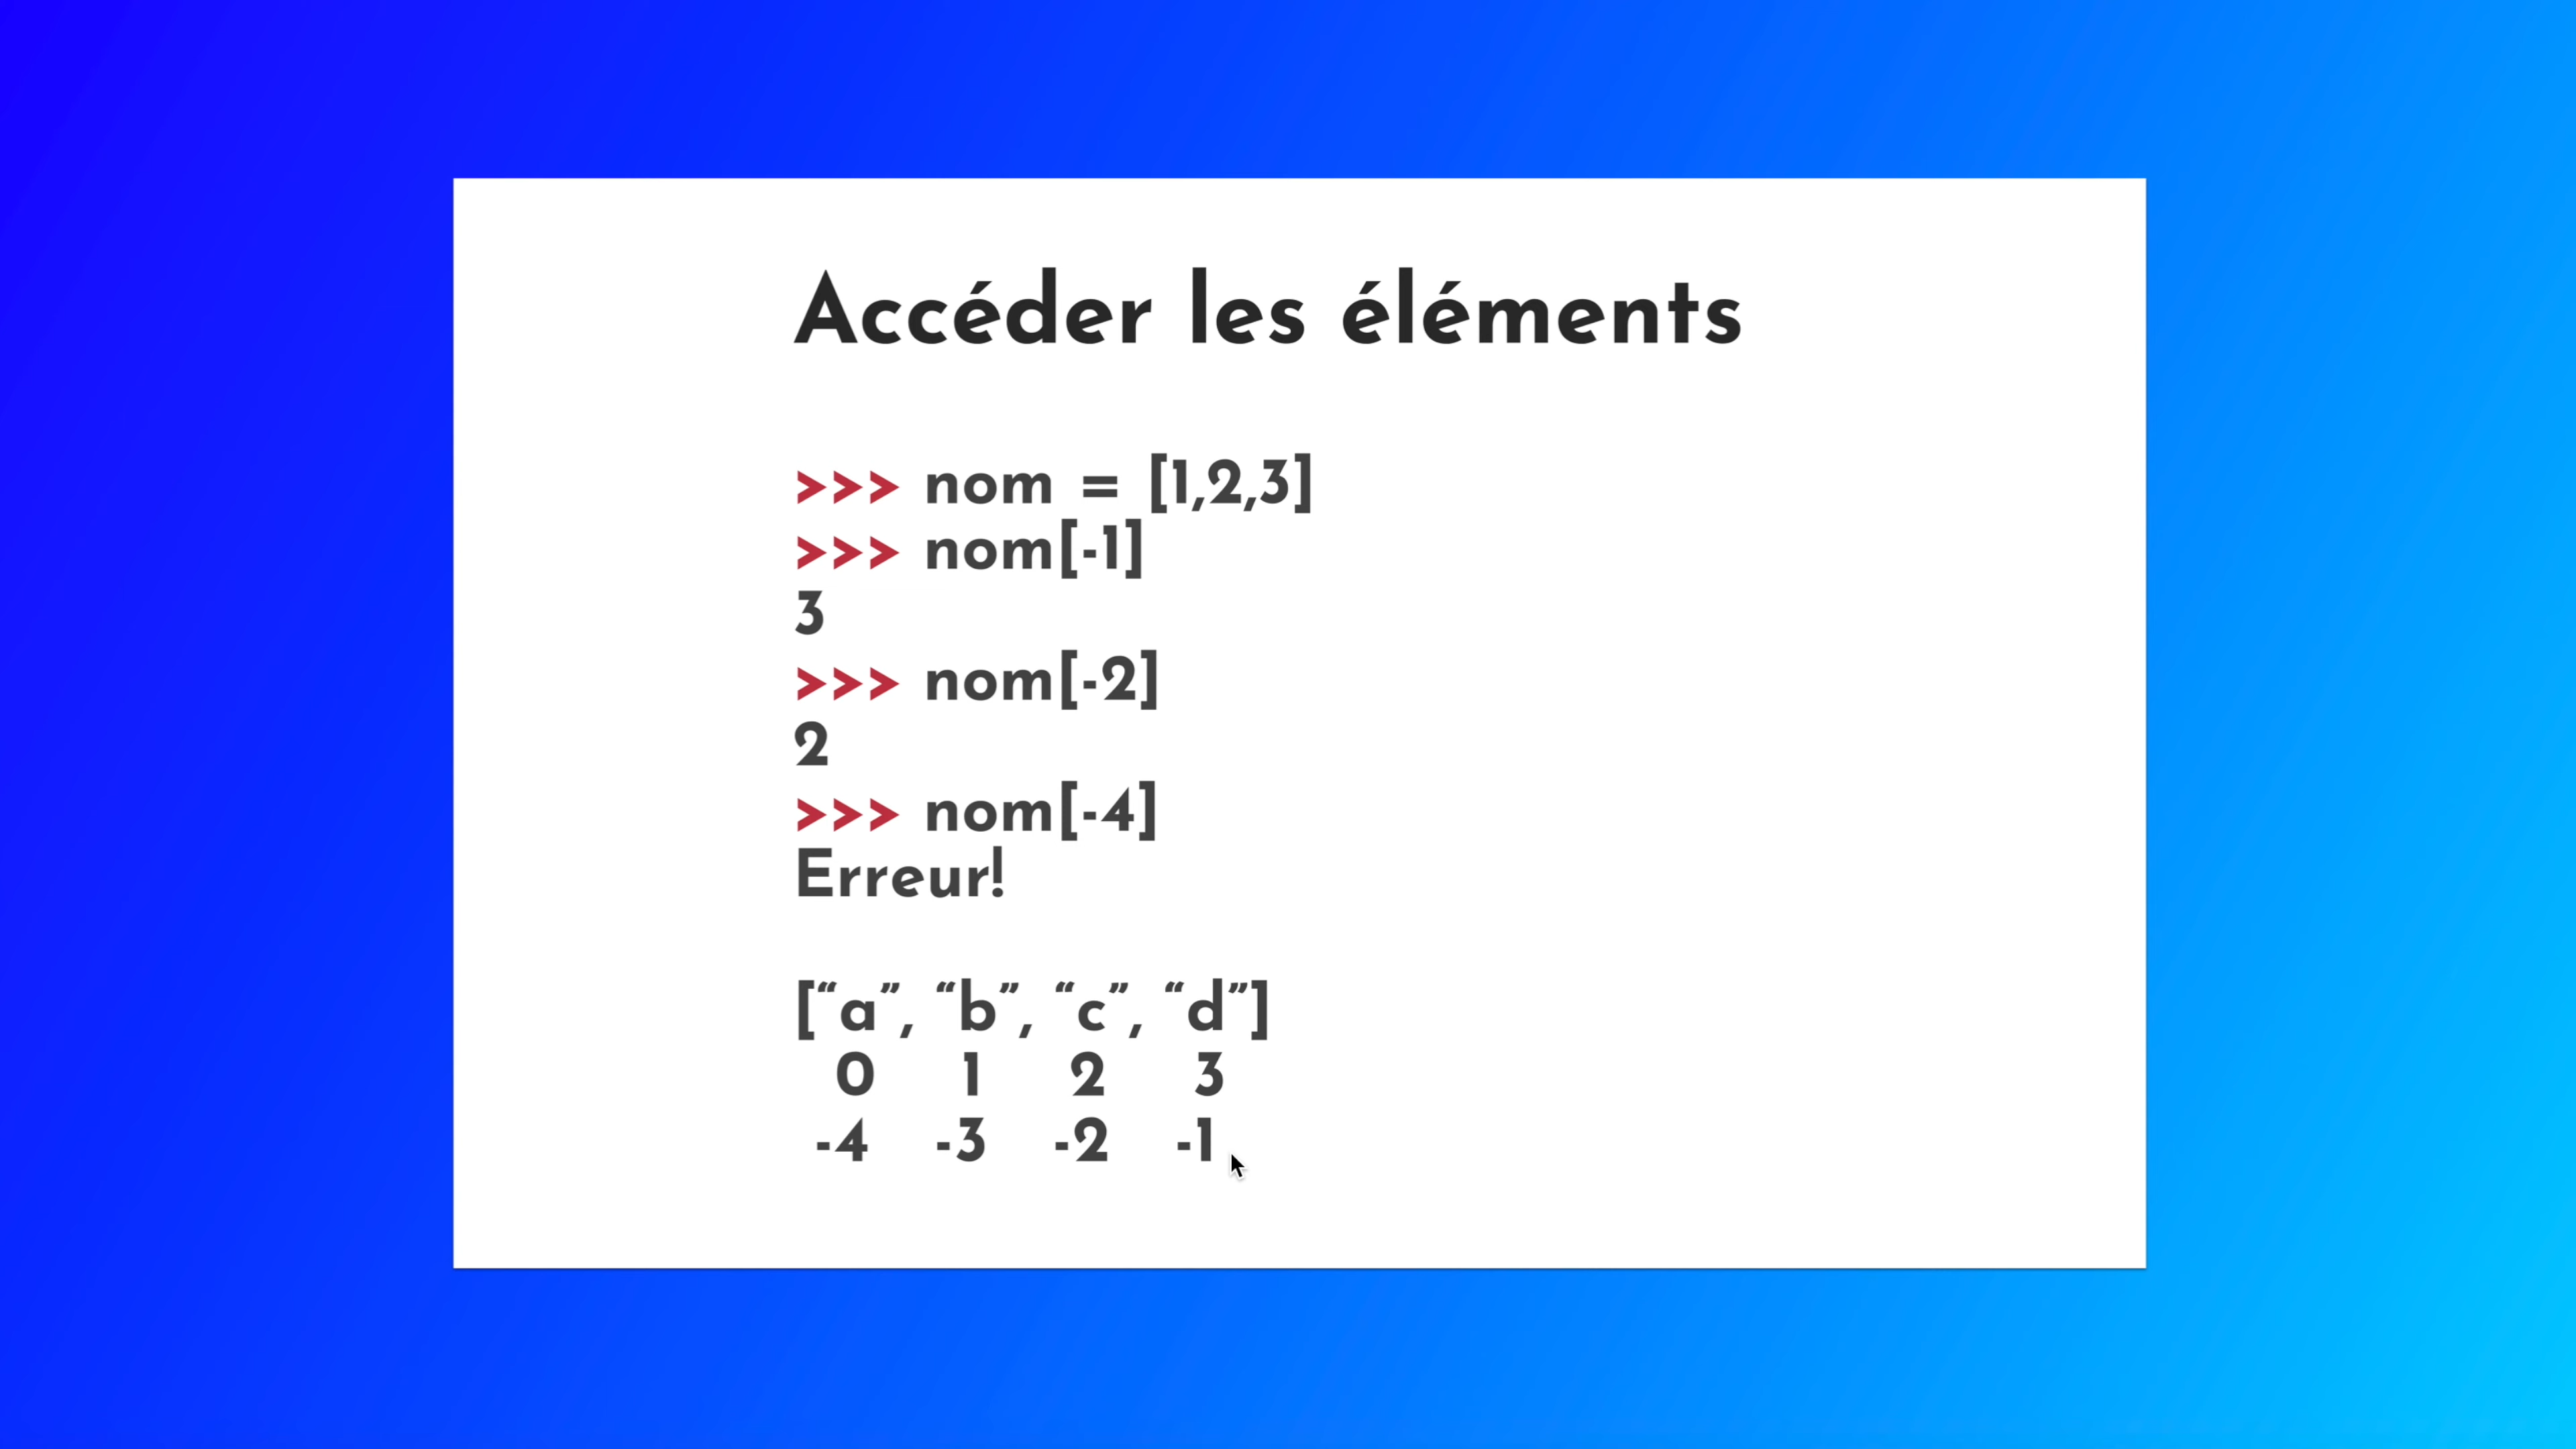 Accéder les éléments
>>> nom = [1,2,3]
>>> nom[-1]
3
>>> nom[-2]
2
>>> nom[-4]
Erreur!
[“a”, “b”, “c”, “d”]
0 1 2 3
-4 -3 -2 -1